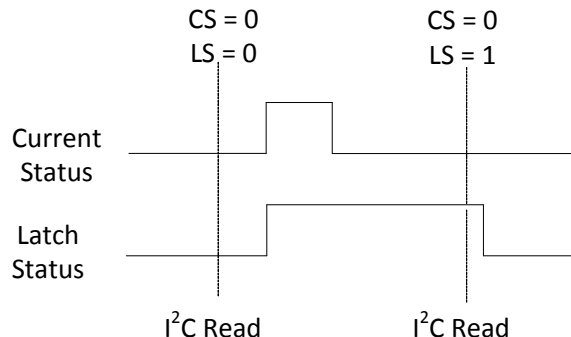 CS = 0
LS = 0
CS = 0
LS = 1
Current
Status
Latch
Status
I²C Read
I²C Read